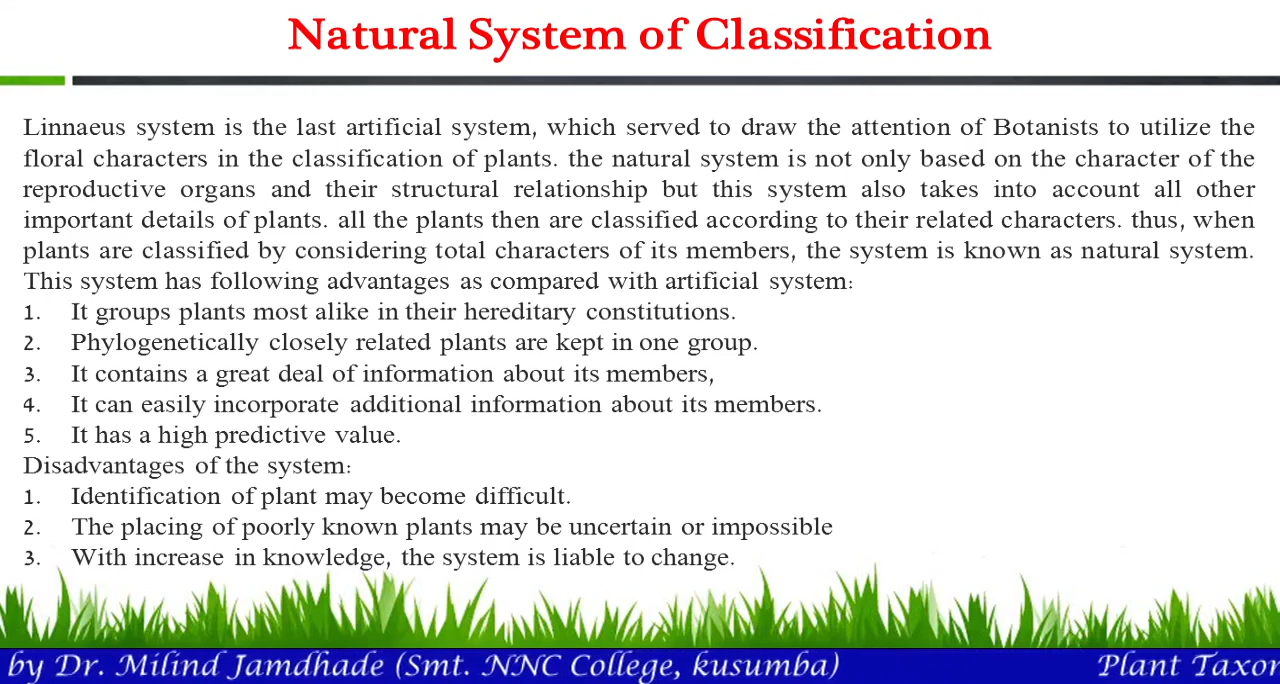 Natural System of Classification
Linnaeus system is the last artificial system, which served to draw the attention of Botanists to utilize the
floral characters in the classification of plants. the natural system is not only based on the character of the
reproductive organs and their structural relationship but this system also takes into account all other
important details of plants. all the plants then are classified according to their related characters. thus, when
plants are classified by considering total characters of its members, the system is known as natural system.
This system has following advantages as compared with artificial system:
1. It groups plants most alike in their hereditary constitutions.
2. Phylogenetically closely related plants are kept in one group.
3. It contains a great deal of information about its members,
4. It can easily incorporate additional information about its members.
5. It has a high predictive value.
Disadvantages of the system:
1. Identification of plant may become difficult.
2. The placing of poorly known plants may be uncertain or impossible
3. With increase in knowledge, the system is liable to change.
by Dr. Milind Jamdhade (Smt. NNC College, kusumba) Plant Taxon